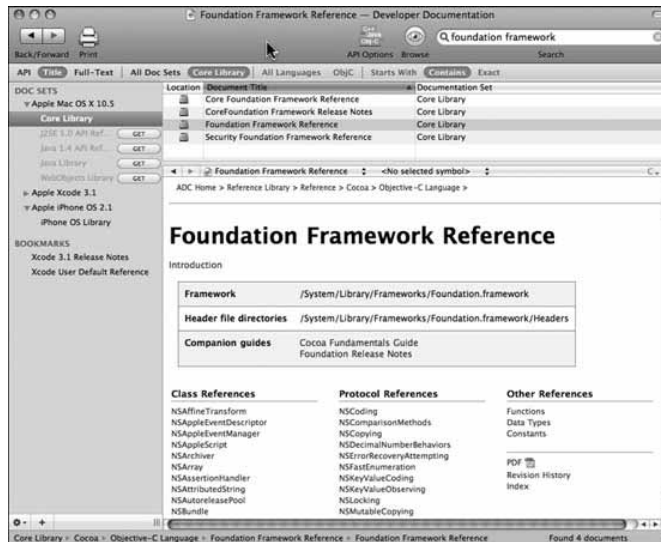 Foundation Framework Reference — Developer Documentation
foundation framework
Back/Forward Print API Options Browse Search
API Title Full-Text All Doc Sets Core Library All Languages ObjC Starts With Contains Exact
DOC SETS
Apple Mac OS X 10.5
Core Library
J2SE 5.0 API Ref... GET
Java 1.4 API Ref... GET
Java Library GET
WebObjects Library GET
Apple Xcode 3.1
Apple iPhone OS 2.1
iPhone OS Library
BOOKMARKS
Xcode 3.1 Release Notes
Xcode User Default Reference
Location Document Title Documentation Set
Core Foundation Framework Reference Core Library
CoreFoundation Framework Release Notes Core Library
Foundation Framework Reference Core Library
Security Foundation Framework Reference Core Library
Foundation Framework Reference <No selected symbol> C
ADC Home > Reference Library > Reference > Cocoa > Objective-C Language >
Foundation Framework Reference
Introduction
Framework /System/Library/Frameworks/Foundation.framework
Header file directories /System/Library/Frameworks/Foundation.framework/Headers
Companion guides Cocoa Fundamentals Guide
Foundation Release Notes
Class References
NSAffineTransform
NSAppleEventDescriptor
NSAppleEventManager
NSAppleScript
NSArchiver
NSArray
NSAssertionHandler
NSAttributedString
NSAutoreleasePool
NSBundle
Protocol References
NSCoding
NSComparisonMethods
NSCopying
NSDecimalNumberBehaviors
NSErrorRecoveryAttempting
NSFastEnumeration
NSKeyValueCoding
NSKeyValueObserving
NSLocking
NSMutableCopying
Other References
Functions
Data Types
Constants
PDF
Revision History
Index
Core Library Cocoa Objective-C Language Foundation Framework Reference Foundation Framework Reference Found 4 documents